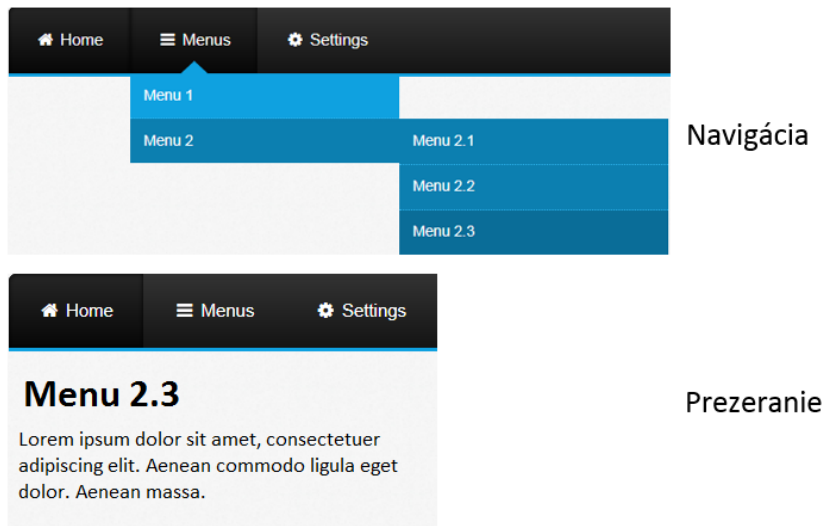 Home Menus Settings
Menu 1
Menu 2 Menu 2.1
Navigácia
Menu 2.2
Menu 2.3
Home Menus Settings
Menu 2.3
Prezeranie
Lorem ipsum dolor sit amet, consectetuer
adipiscing elit. Aenean commodo ligula eget
dolor. Aenean massa.